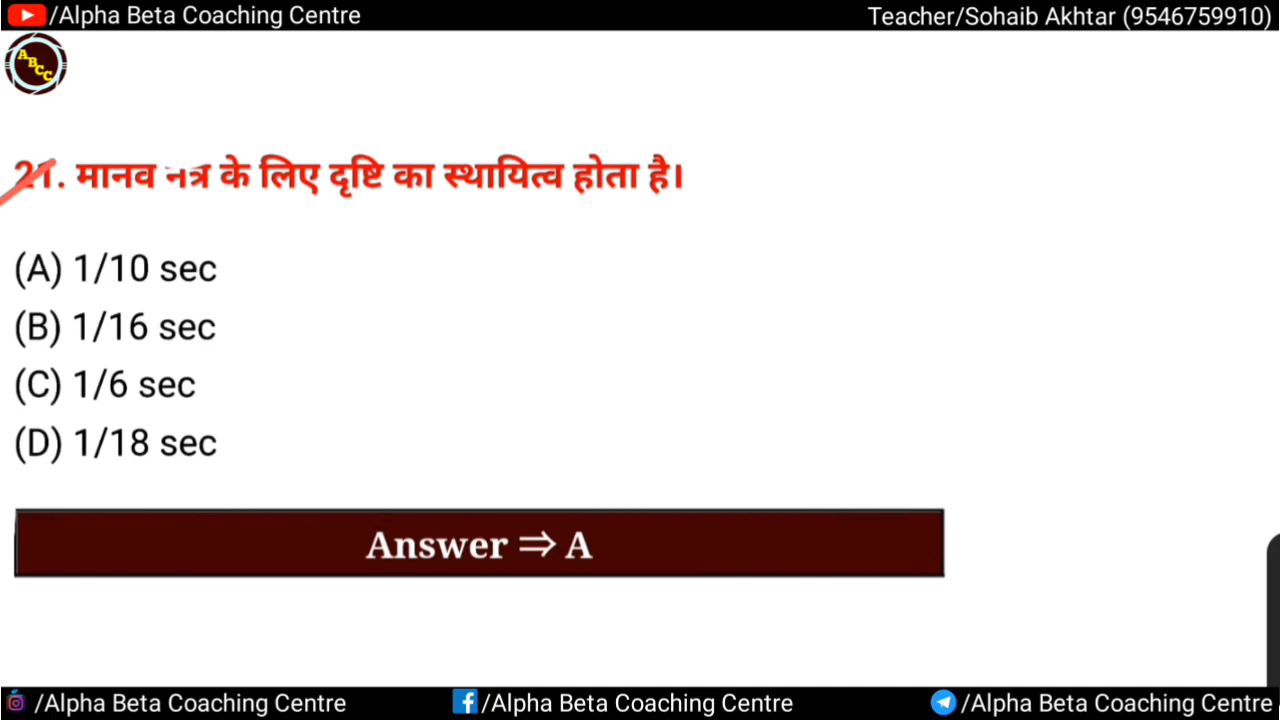 /Alpha Beta Coaching Centre
Teacher/Sohaib Akhtar (9546759910)
ABCC
21. मानव नेत्र के लिए दृष्टि का स्थायित्व होता है।
(A) 1/10 sec
(B) 1/16 sec
(C) 1/6 sec
(D) 1/18 sec
Answer ⇒ A
/Alpha Beta Coaching Centre
/Alpha Beta Coaching Centre
/Alpha Beta Coaching Centre